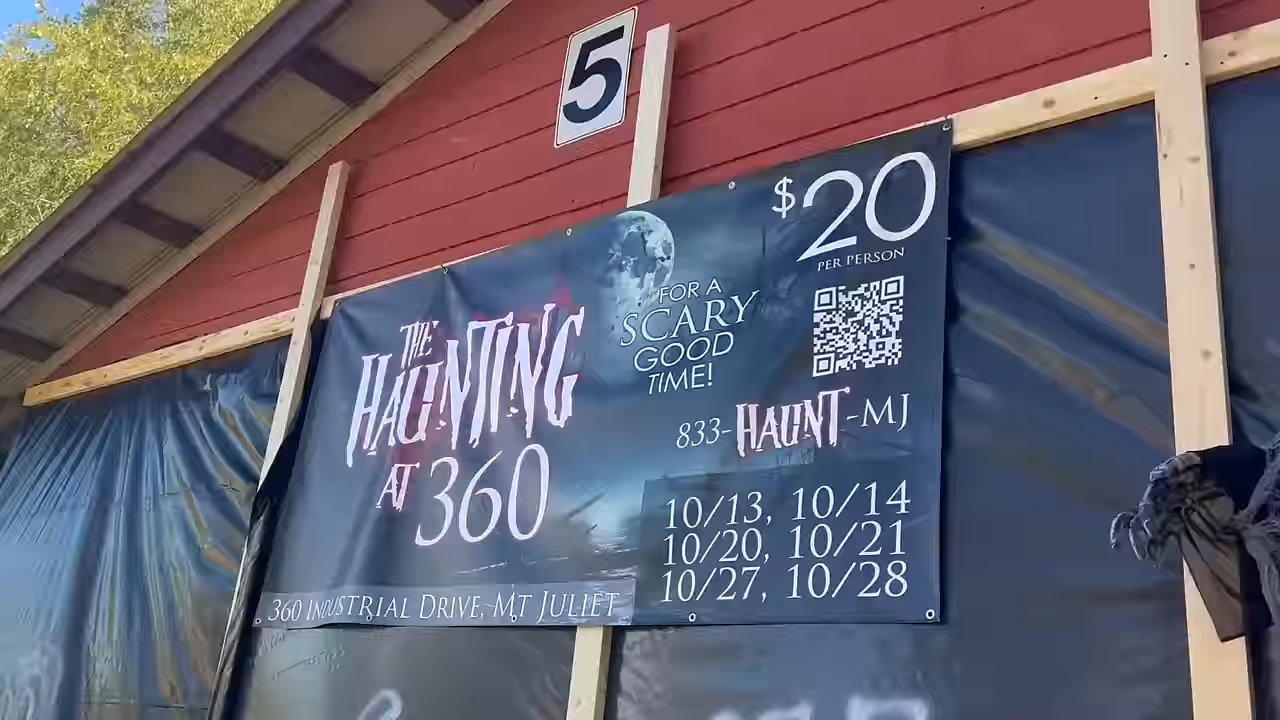 5
THE
HAUNTING
AT 360
360 INDUSTRIAL DRIVE, MT JULIET
FOR A
SCARY
GOOD
TIME!
$20
PER PERSON
833-HAUNT-MJ
10/13, 10/14
10/20, 10/21
10/27, 10/28